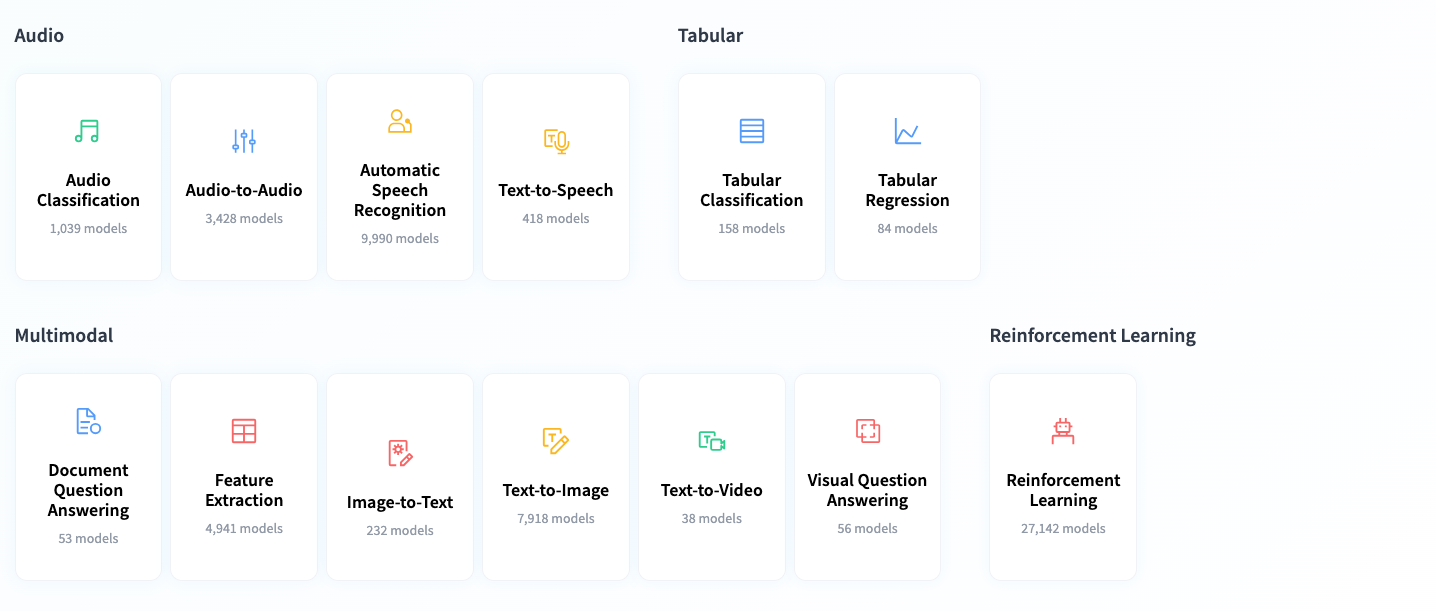 Audio
Audio
Classification
1,039 models
Audio-to-Audio
3,428 models
Automatic
Speech
Recognition
9,990 models
Text-to-Speech
418 models
Tabular
Tabular
Classification
158 models
Tabular
Regression
84 models
Multimodal
Document
Question
Answering
53 models
Feature
Extraction
4,941 models
Image-to-Text
232 models
Text-to-Image
7,918 models
Text-to-Video
38 models
Visual Question
Answering
56 models
Reinforcement Learning
Reinforcement
Learning
27,142 models